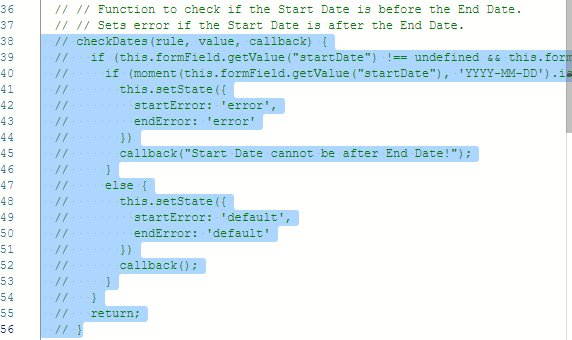 36 // // Function to check if the Start Date is before the End Date.
37 // // Sets error if the Start Date is after the End Date.
38 // checkDates(rule, value, callback) {
39 //   if (this.formField.getValue("startDate") !== undefined && this.form
40 //     if (moment(this.formField.getValue("startDate"), 'YYYY-MM-DD').is
41 //       this.setState({
42 //         startError: 'error',
43 //         endError: 'error'
44 //       })
45 //       callback("Start Date cannot be after End Date!");
46 //     }
47 //     else {
48 //       this.setState({
49 //         startError: 'default',
50 //         endError: 'default'
51 //       })
52 //       callback();
53 //     }
54 //   }
55 //   return;
56 // }